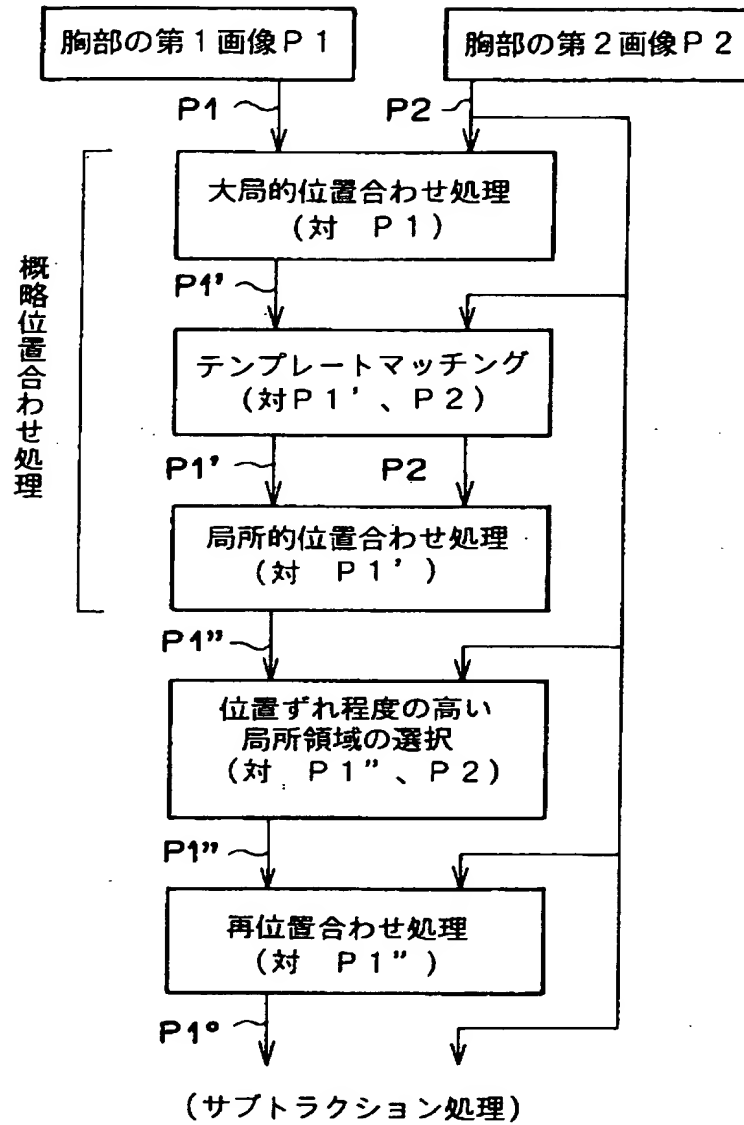 胸部の第1画像P1
胸部の第2画像P2
P1
P2
大局的位置合わせ処理
(対 P1)
P1'
テンプレートマッチング
(対P1'、P2)
P1'
P2
局所的位置合わせ処理
(対 P1')
概略位置合わせ処理
P1"
位置ずれ程度の高い
局所領域の選択
(対 P1"、P2)
P1"
再位置合わせ処理
(対 P1")
P1°
(サブトラクション処理)